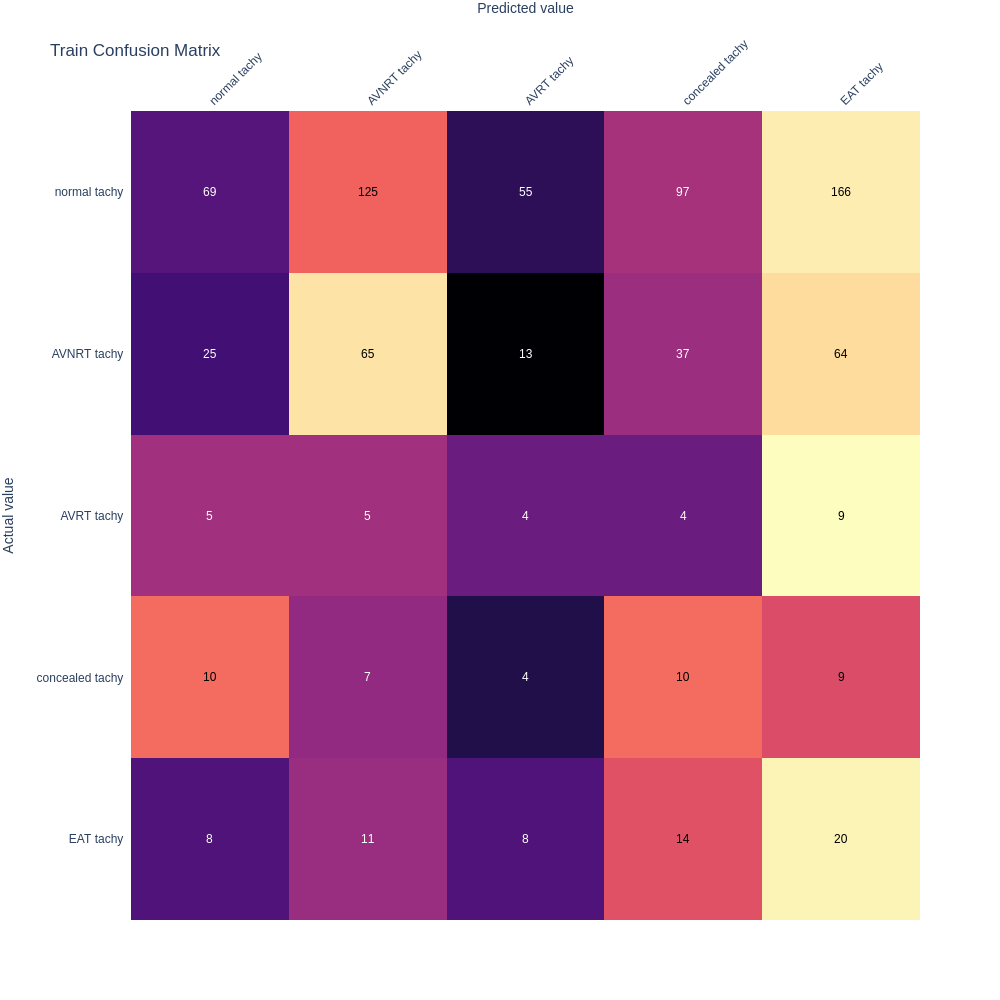 Predicted value
Train Confusion Matrix
normal tachy
AVNRT tachy
AVRT tachy
concealed tachy
EAT tachy
Actual value
normal tachy 69 125 55 97 166
AVNRT tachy 25 65 13 37 64
AVRT tachy 5 5 4 4 9
concealed tachy 10 7 4 10 9
EAT tachy 8 11 8 14 20